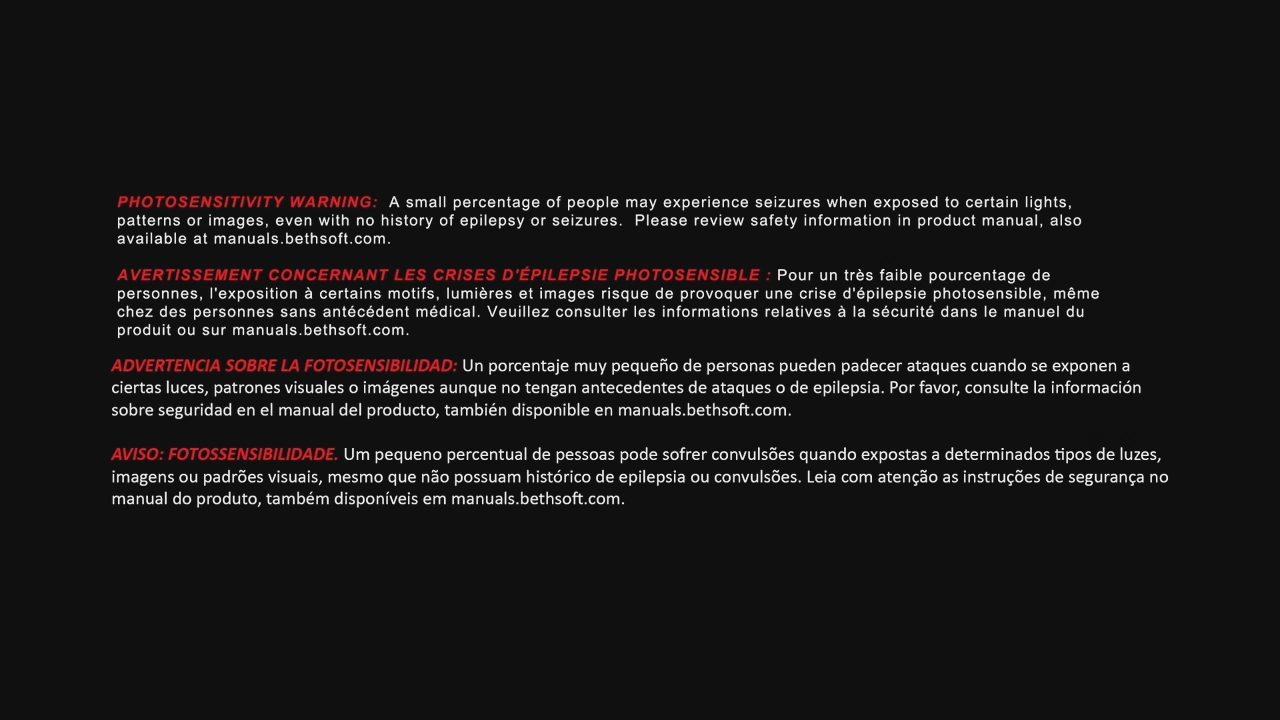 PHOTOSENSITIVITY WARNING:  A small percentage of people may experience seizures when exposed to certain lights,
patterns or images, even with no history of epilepsy or seizures.  Please review safety information in product manual, also
available at manuals.bethsoft.com.
AVERTISSEMENT CONCERNANT LES CRISES D'ÉPILEPSIE PHOTOSENSIBLE : Pour un très faible pourcentage de
personnes, l'exposition à certains motifs, lumières et images risque de provoquer une crise d'épilepsie photosensible, même
chez des personnes sans antécédent médical. Veuillez consulter les informations relatives à la sécurité dans le manuel du
produit ou sur manuals.bethsoft.com.
ADVERTENCIA SOBRE LA FOTOSENSIBILIDAD: Un porcentaje muy pequeño de personas pueden padecer ataques cuando se exponen a
ciertas luces, patrones visuales o imágenes aunque no tengan antecedentes de ataques o de epilepsia. Por favor, consulte la información
sobre seguridad en el manual del producto, también disponible en manuals.bethsoft.com.
AVISO: FOTOSSENSIBILIDADE. Um pequeno percentual de pessoas pode sofrer convulsões quando expostas a determinados tipos de luzes,
imagens ou padrões visuais, mesmo que não possuam histórico de epilepsia ou convulsões. Leia com atenção as instruções de segurança no
manual do produto, também disponíveis em manuals.bethsoft.com.